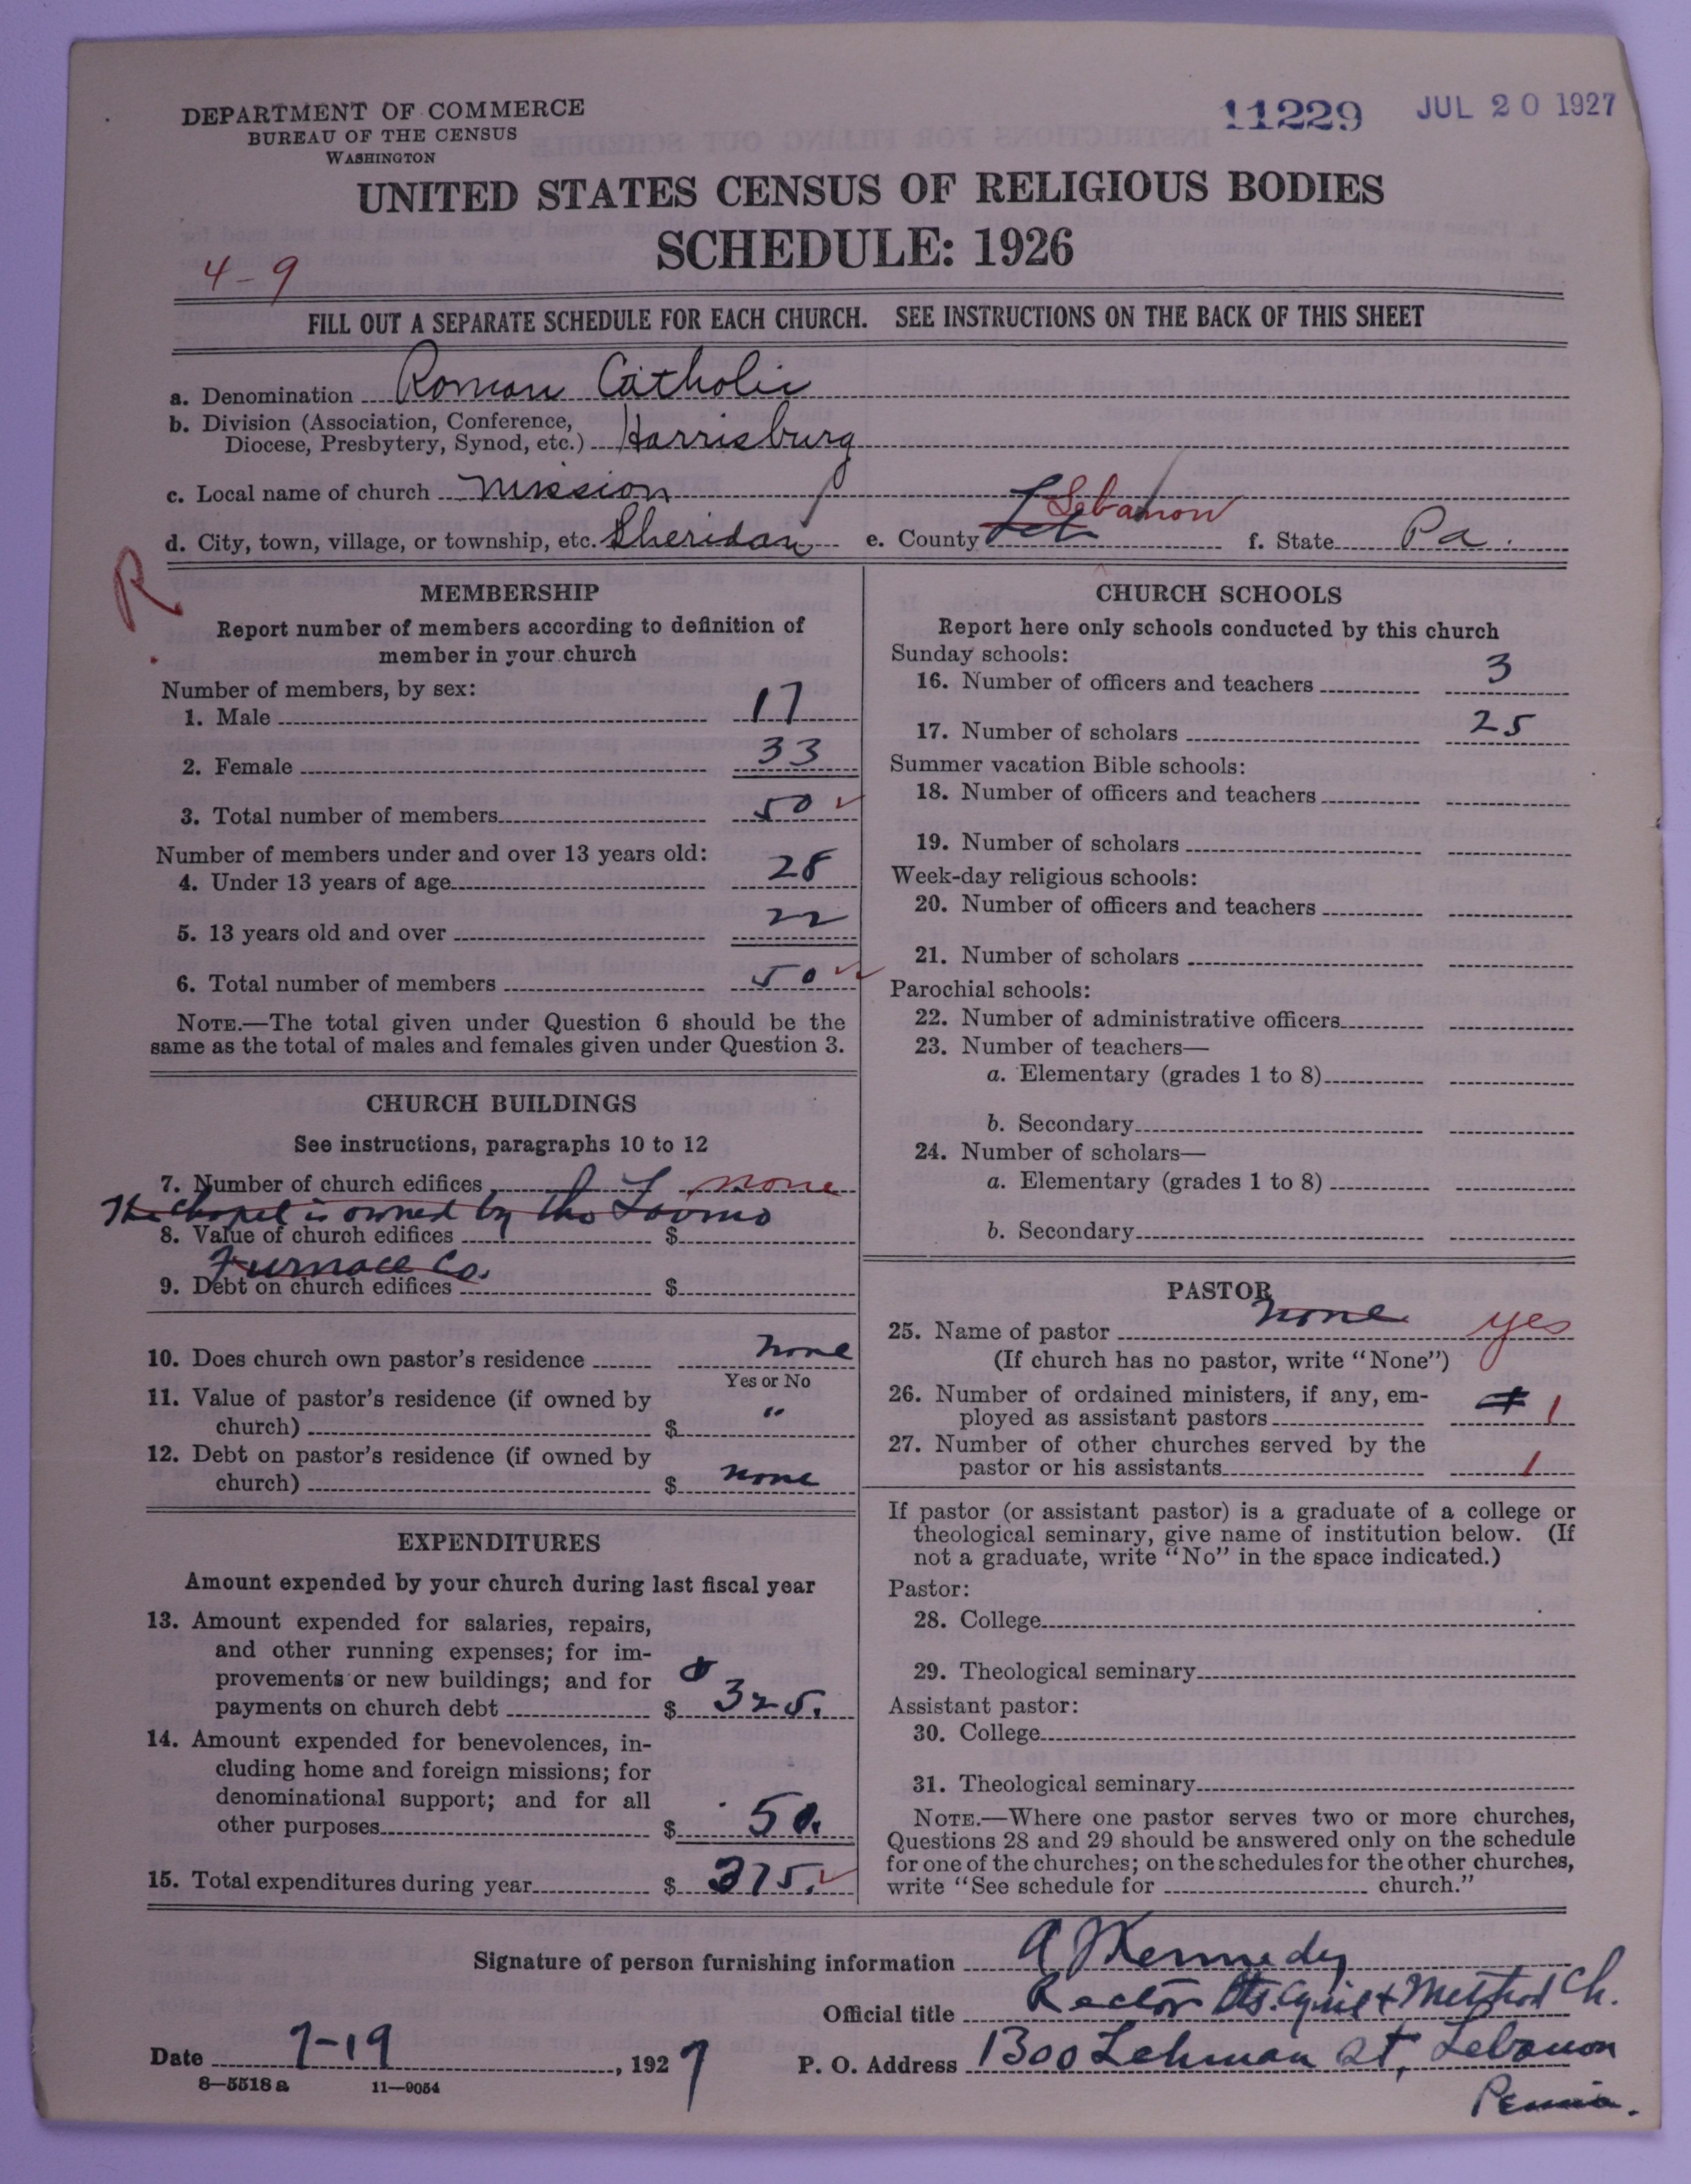 DEPARTMENT OF COMMERCE
BUREAU OF THE CENSUS
WASHINGTON
11229 JUL 20 1927
UNITED STATES CENSUS OF RELIGIOUS BODIES
SCHEDULE: 1926
4-9
FILL OUT A SEPARATE SCHEDULE FOR EACH CHURCH. SEE INSTRUCTIONS ON THE BACK OF THIS SHEET
a. Denomination Roman Catholic
b. Division (Association, Conference,
Diocese, Presbytery, Synod, etc.) Harrisburg
c. Local name of church Mission
d. City, town, village, or township, etc. Sheridan e. County Lebanon f. State Pa.
R
MEMBERSHIP
Report number of members according to definition of
member in your church
Number of members, by sex:
1. Male 17
2. Female 33
3. Total number of members 50 ✓
Number of members under and over 13 years old:
4. Under 13 years of age 28
5. 13 years old and over 22
6. Total number of members 50 ✓
NOTE.—The total given under Question 6 should be the
same as the total of males and females given under Question 3.
CHURCH BUILDINGS
See instructions, paragraphs 10 to 12
7. Number of church edifices none
The Chapel is owned by the
8. Value of church edifices $
Furnace Co.
9. Debt on church edifices $
10. Does church own pastor's residence none
Yes or No
11. Value of pastor's residence (if owned by
church) $ "
12. Debt on pastor's residence (if owned by
church) $ none
EXPENDITURES
Amount expended by your church during last fiscal year
13. Amount expended for salaries, repairs,
and other running expenses; for im-
provements or new buildings; and for
payments on church debt $ 325.
14. Amount expended for benevolences, in-
cluding home and foreign missions; for
denominational support; and for all
other purposes $ 50.
15. Total expenditures during year $ 375. ✓
CHURCH SCHOOLS
Report here only schools conducted by this church
Sunday schools:
16. Number of officers and teachers 3
17. Number of scholars 25
Summer vacation Bible schools:
18. Number of officers and teachers
19. Number of scholars
Week-day religious schools:
20. Number of officers and teachers
21. Number of scholars
Parochial schools:
22. Number of administrative officers
23. Number of teachers—
a. Elementary (grades 1 to 8)
b. Secondary
24. Number of scholars—
a. Elementary (grades 1 to 8)
b. Secondary
PASTOR
25. Name of pastor none yes
(If church has no pastor, write "None")
26. Number of ordained ministers, if any, em-
ployed as assistant pastors 1
27. Number of other churches served by the
pastor or his assistants 1
If pastor (or assistant pastor) is a graduate of a college or
theological seminary, give name of institution below. (If
not a graduate, write "No" in the space indicated.)
Pastor:
28. College
29. Theological seminary
Assistant pastor:
30. College
31. Theological seminary
NOTE.—Where one pastor serves two or more churches,
Questions 28 and 29 should be answered only on the schedule
for one of the churches; on the schedules for the other churches,
write "See schedule for church."
Signature of person furnishing information A J Kennedy
Official title Rector Sts. Cyril + Method Ch.
Date 7-19, 1927 P. O. Address 1300 Lehman St, Lebanon
Penna.
8—5518 a 11—9054